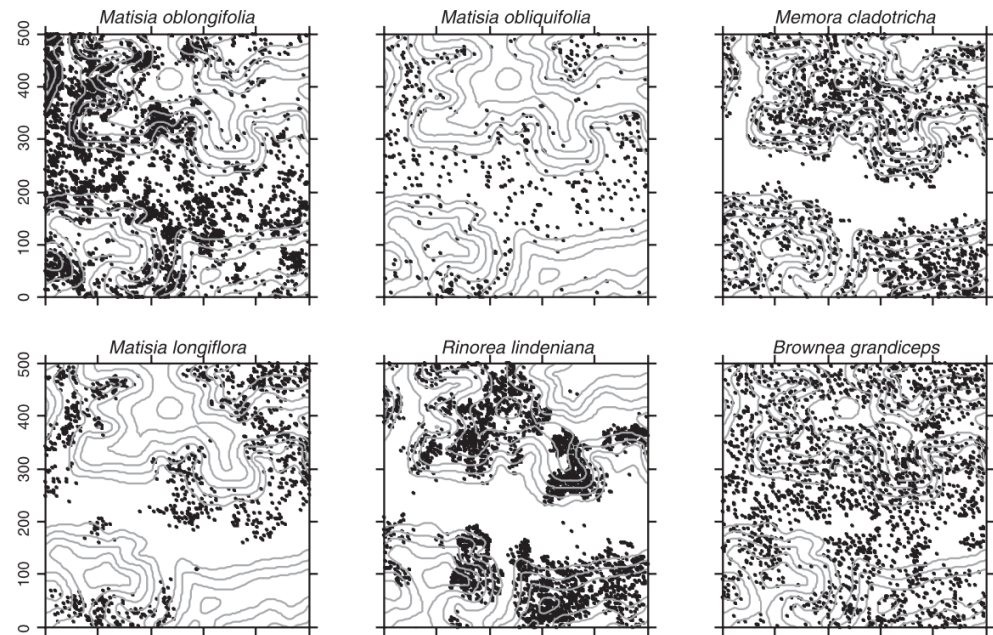 Matisia oblongifolia
Matisia obliquifolia
Memora cladotricha
500
400
300
200
100
0
Matisia longiflora
Rinorea lindeniana
Brownea grandiceps
500
400
300
200
100
0